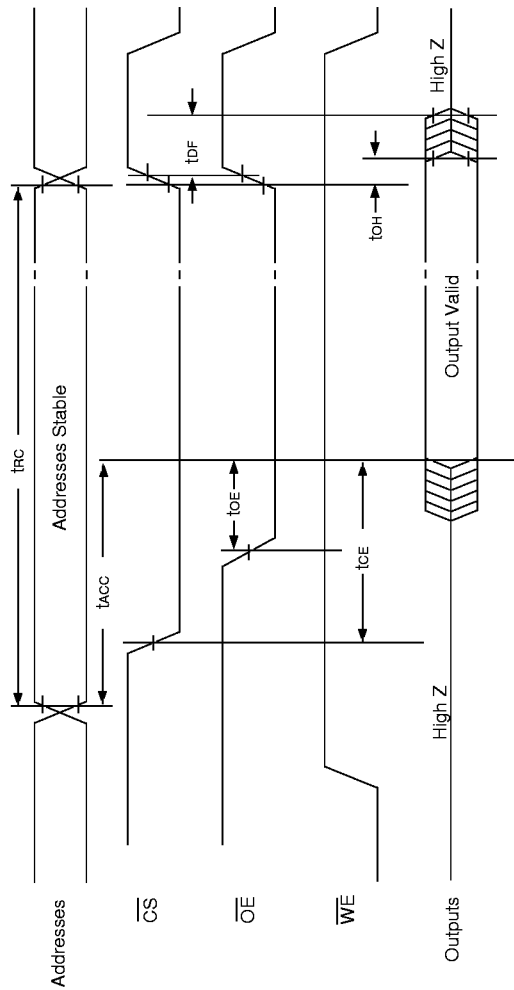 tRC
Addresses
Addresses Stable
tACC
CS
tDF
OE
tOE
tCE
WE
tOH
Outputs
High Z
Output Valid
High Z